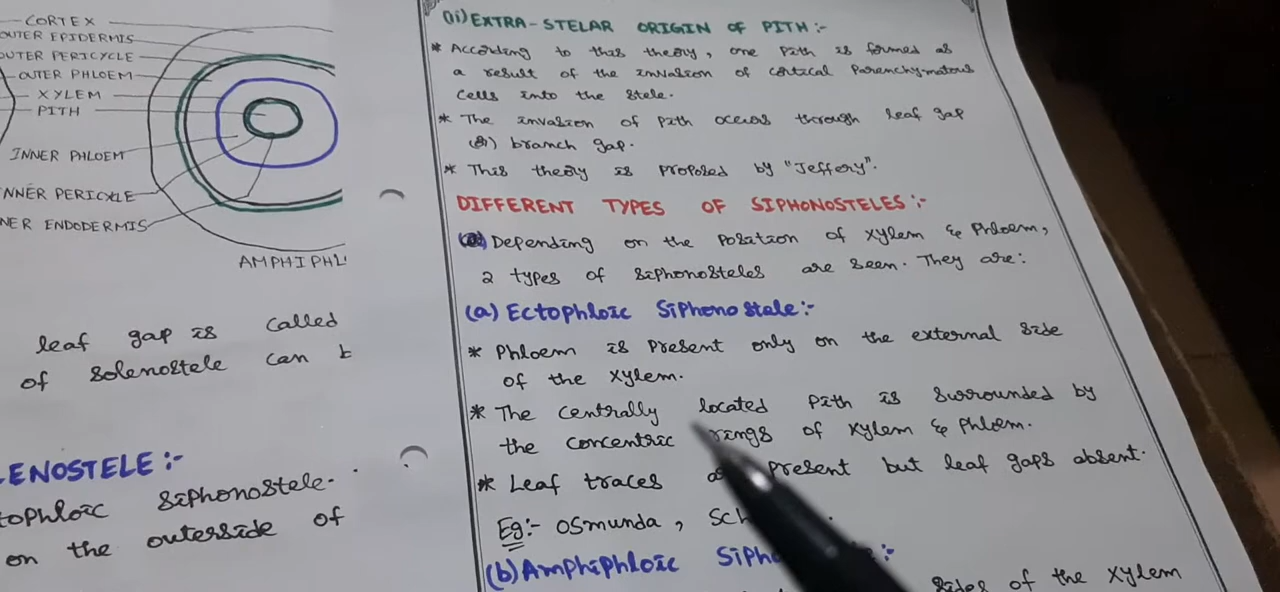 CORTEX
OUTER EPIDERMIS
OUTER PERICYCLE
OUTER PHLOEM
XYLEM
PITH
INNER PHLOEM
NNER PERICYCLE
NER ENDODERMIS
AMPHIPHL
leaf gap is called
of solenostele can b
LENOSTELE:-
tophloic siphonostele.
on the outerside of
(ii) EXTRA-STELAR ORIGIN OF PITH :-
* According to this theory, one pith is formed as
a result of the invasion of cortical parenchymatous
cells into the stele.
* The invasion of pith occurs through leaf gap
(or) branch gap.
* This theory is proposed by "Jeffery".
DIFFERENT TYPES OF SIPHONOSTELES :-
Depending on the position of xylem & phloem,
2 types of siphonosteles are seen. They are:
(a) Ectophloic Siphonostele:-
* Phloem is present only on the external side
of the xylem.
* The centrally located pith is surrounded by
the concentric rings of xylem & phloem.
* Leaf traces present but leaf gaps absent.
Eg:- Osmunda,
(b) Amphiphloic
sides of the xylem